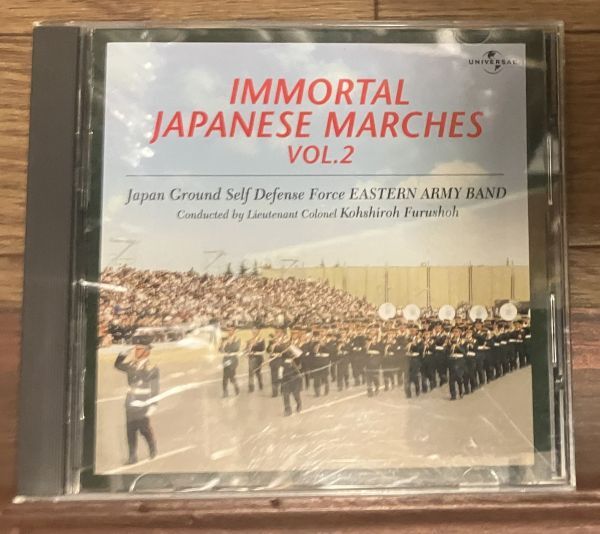 UNIVERSAL
IMMORTAL
JAPANESE MARCHES
VOL.2
Japan Ground Self Defense Force EASTERN ARMY BAND
Conducted by Lieutenant Colonel Kohshiroh Furushoh